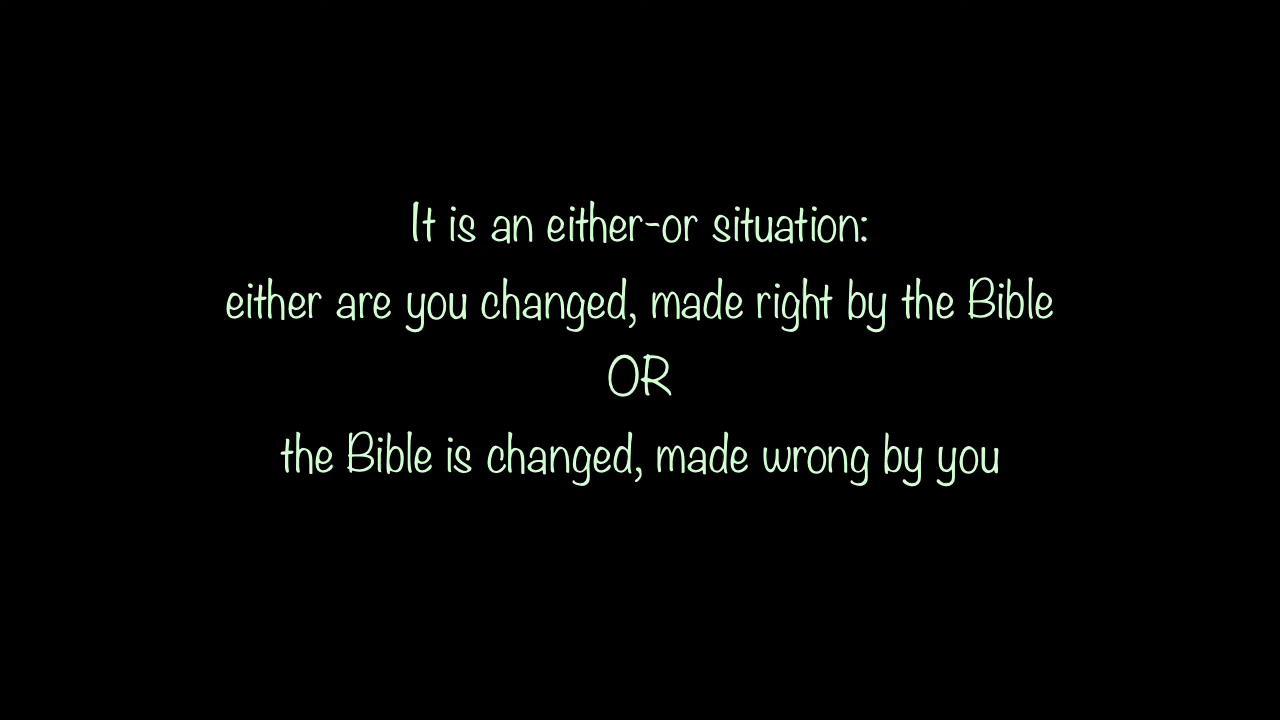 It is an either-or situation:
either are you changed, made right by the Bible
OR
the Bible is changed, made wrong by you